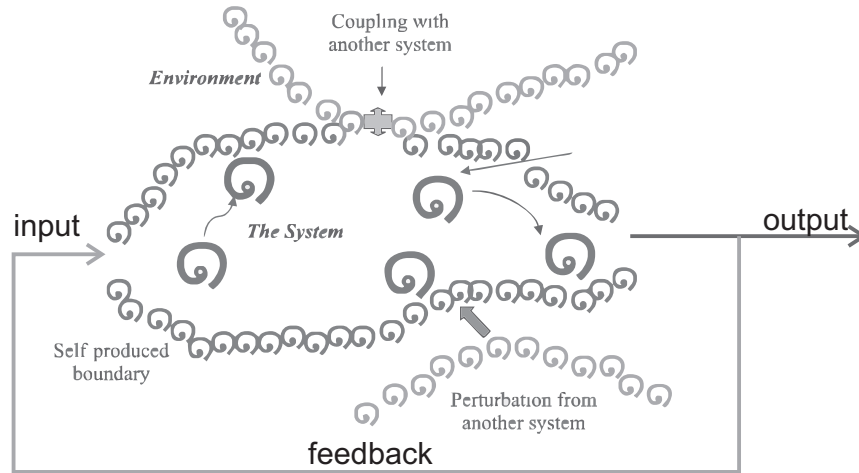 Coupling with
another system
Environment
input
The System
output
Self produced
boundary
Perturbation from
another system
feedback